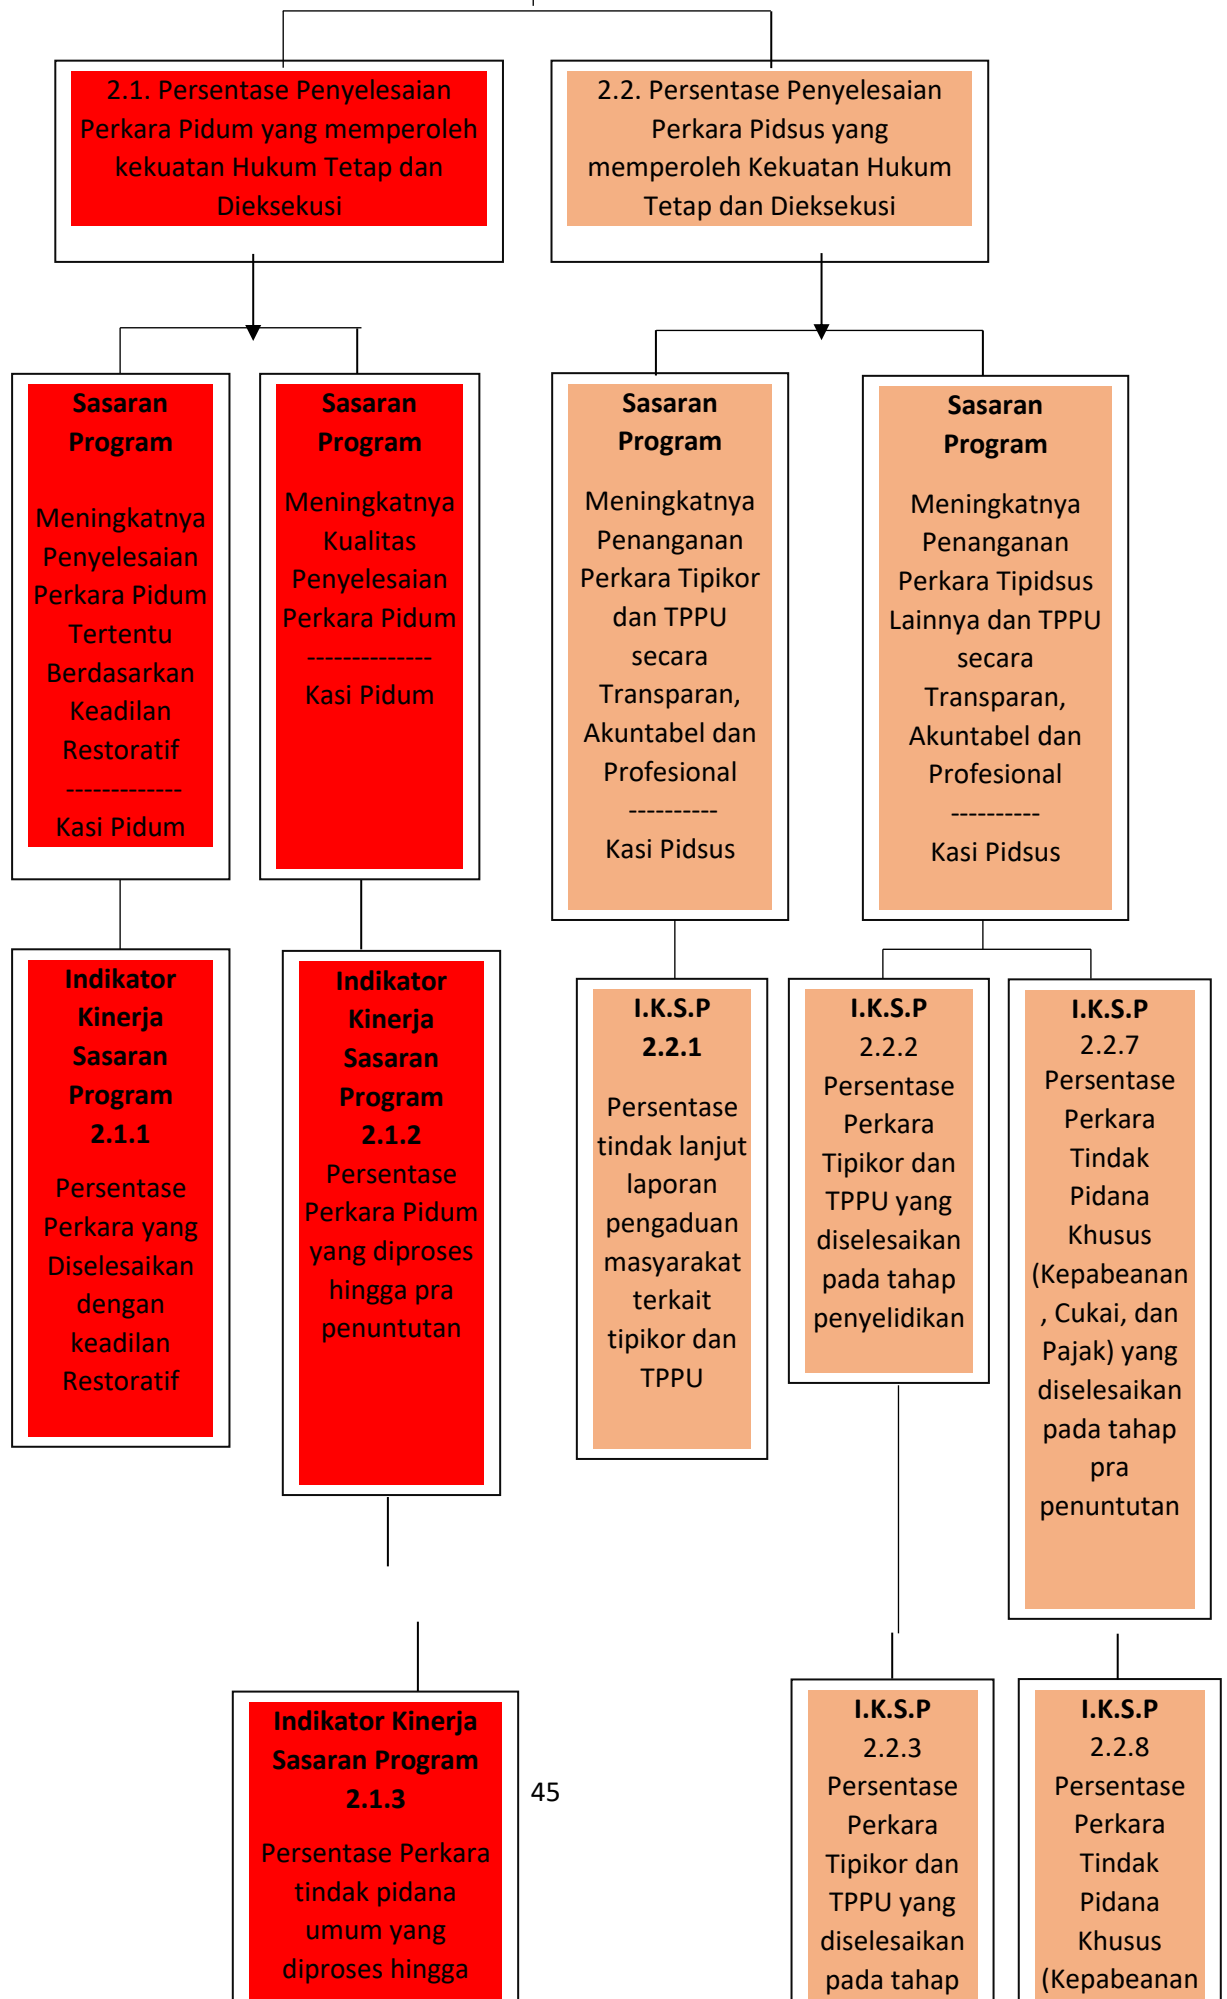 2.1. Persentase Penyelesaian
Perkara Pidum yang memperoleh
kekuatan Hukum Tetap dan
Dieksekusi
2.2. Persentase Penyelesaian
Perkara Pidsus yang
memperoleh Kekuatan Hukum
Tetap dan Dieksekusi
Sasaran
Program
Meningkatnya
Penyelesaian
Perkara Pidum
Tertentu
Berdasarkan
Keadilan
Restoratif
-------------
Kasi Pidum
Sasaran
Program
Meningkatnya
Kualitas
Penyelesaian
Perkara Pidum
--------------
Kasi Pidum
Sasaran
Program
Meningkatnya
Penanganan
Perkara Tipikor
dan TPPU
secara
Transparan,
Akuntabel dan
Profesional
----------
Kasi Pidsus
Sasaran
Program
Meningkatnya
Penanganan
Perkara Tipidsus
Lainnya dan TPPU
secara
Transparan,
Akuntabel dan
Profesional
----------
Kasi Pidsus
Indikator
Kinerja
Sasaran
Program
2.1.1
Persentase
Perkara yang
Diselesaikan
dengan
keadilan
Restoratif
Indikator
Kinerja
Sasaran
Program
2.1.2
Persentase
Perkara Pidum
yang diproses
hingga pra
penuntutan
I.K.S.P
2.2.1
Persentase
tindak lanjut
laporan
pengaduan
masyarakat
terkait
tipikor dan
TPPU
I.K.S.P
2.2.2
Persentase
Perkara
Tipikor dan
TPPU yang
diselesaikan
pada tahap
penyelidikan
I.K.S.P
2.2.7
Persentase
Perkara
Tindak
Pidana
Khusus
(Kepabeanan
, Cukai, dan
Pajak) yang
diselesaikan
pada tahap
pra
penuntutan
Indikator Kinerja
Sasaran Program
2.1.3
Persentase Perkara
tindak pidana
umum yang
diproses hingga
45
I.K.S.P
2.2.3
Persentase
Perkara
Tipikor dan
TPPU yang
diselesaikan
pada tahap
I.K.S.P
2.2.8
Persentase
Perkara
Tindak
Pidana
Khusus
(Kepabeanan